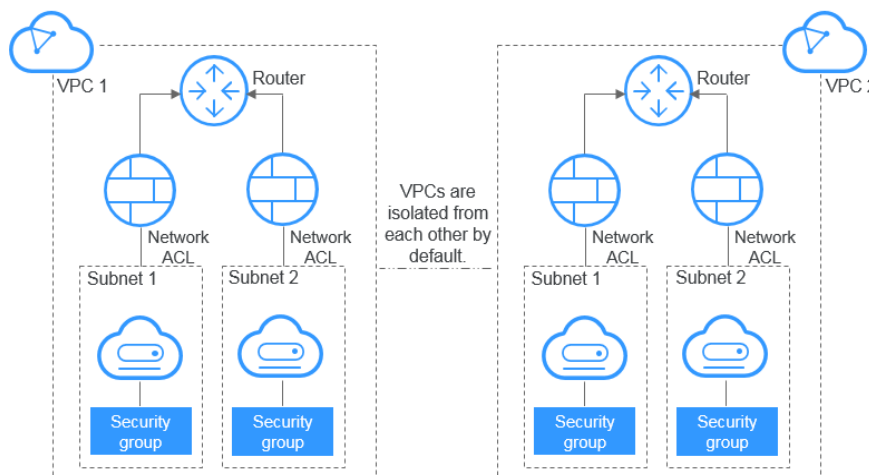 VPC 1
Router
Network
ACL
Network
ACL
Subnet 1
Subnet 2
Security
group
Security
group
VPCs are
isolated from
each other by
default.
Router
VPC 2
Network
ACL
Network
ACL
Subnet 1
Subnet 2
Security
group
Security
group